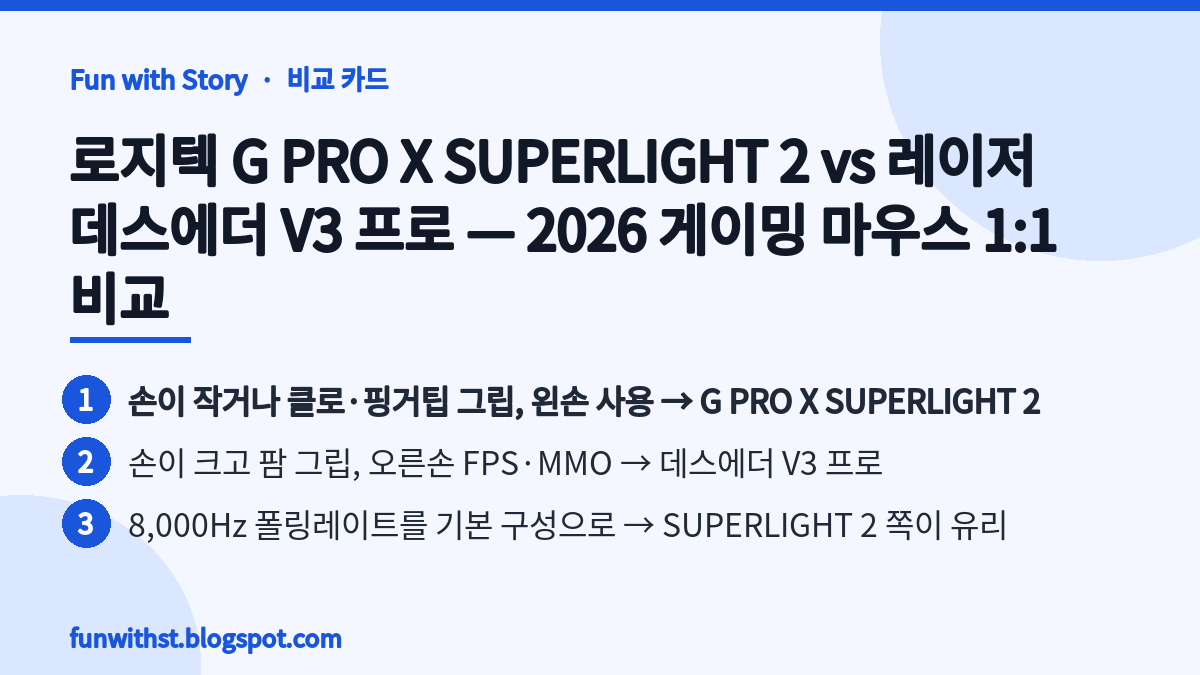 Fun with Story · 비교 카드
로지텍 G PRO X SUPERLIGHT 2 vs 레이저
데스에더 V3 프로 — 2026 게이밍 마우스 1:1
비교
1 손이 작거나 클로·핑거팁 그립, 왼손 사용 → G PRO X SUPERLIGHT 2
2 손이 크고 팜 그립, 오른손 FPS·MMO → 데스에더 V3 프로
3 8,000Hz 폴링레이트를 기본 구성으로 → SUPERLIGHT 2 쪽이 유리
funwithst.blogspot.com